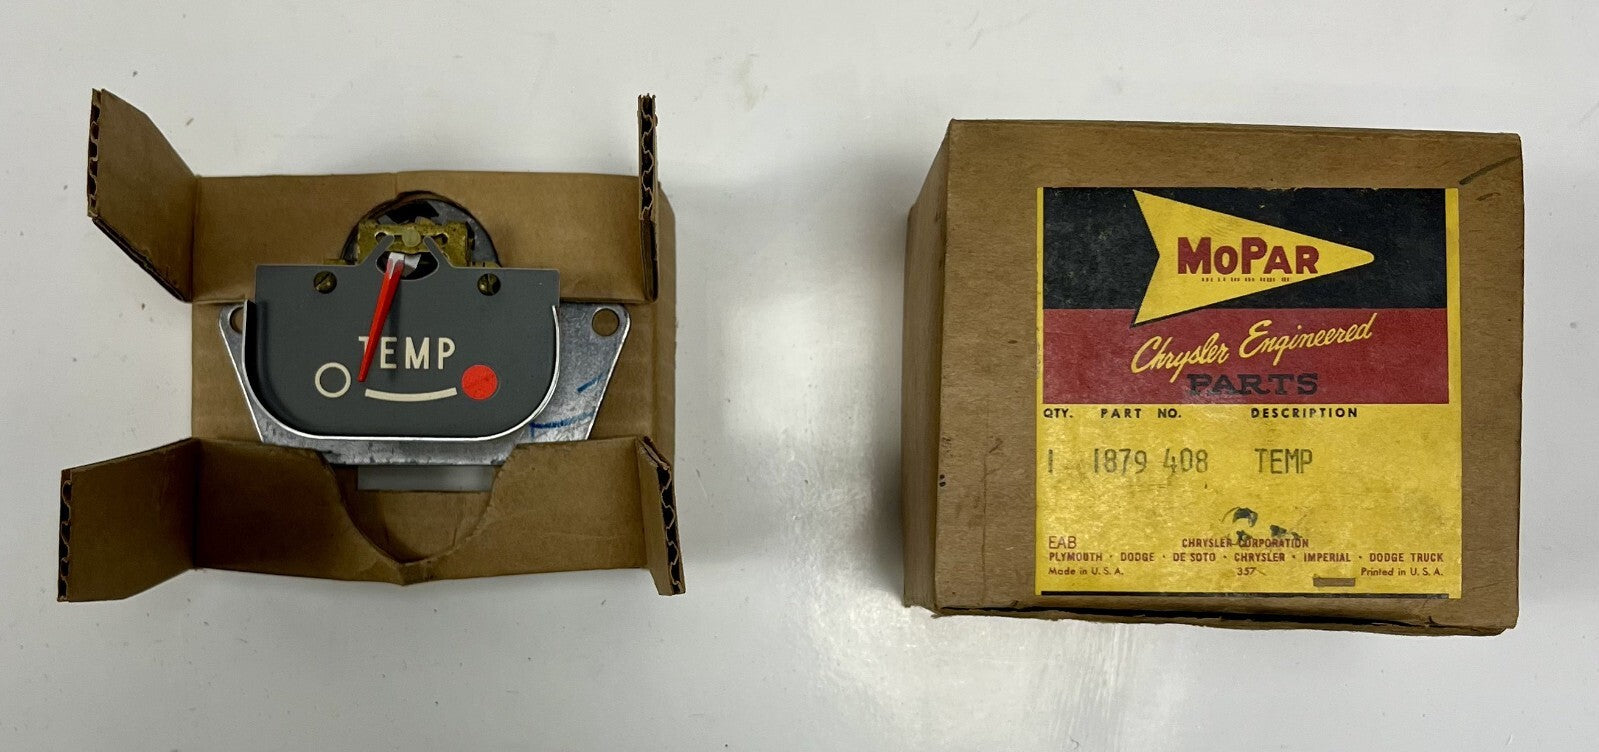 TEMP
MOPAR
Chrysler Engineered
PARTS
QTY. PART NO. DESCRIPTION
1 1879 408 TEMP
EAB CHRYSLER CORPORATION
PLYMOUTH • DODGE • DE SOTO • CHRYSLER • IMPERIAL • DODGE TRUCK
Made in U. S. A. 357 Printed in U. S. A.